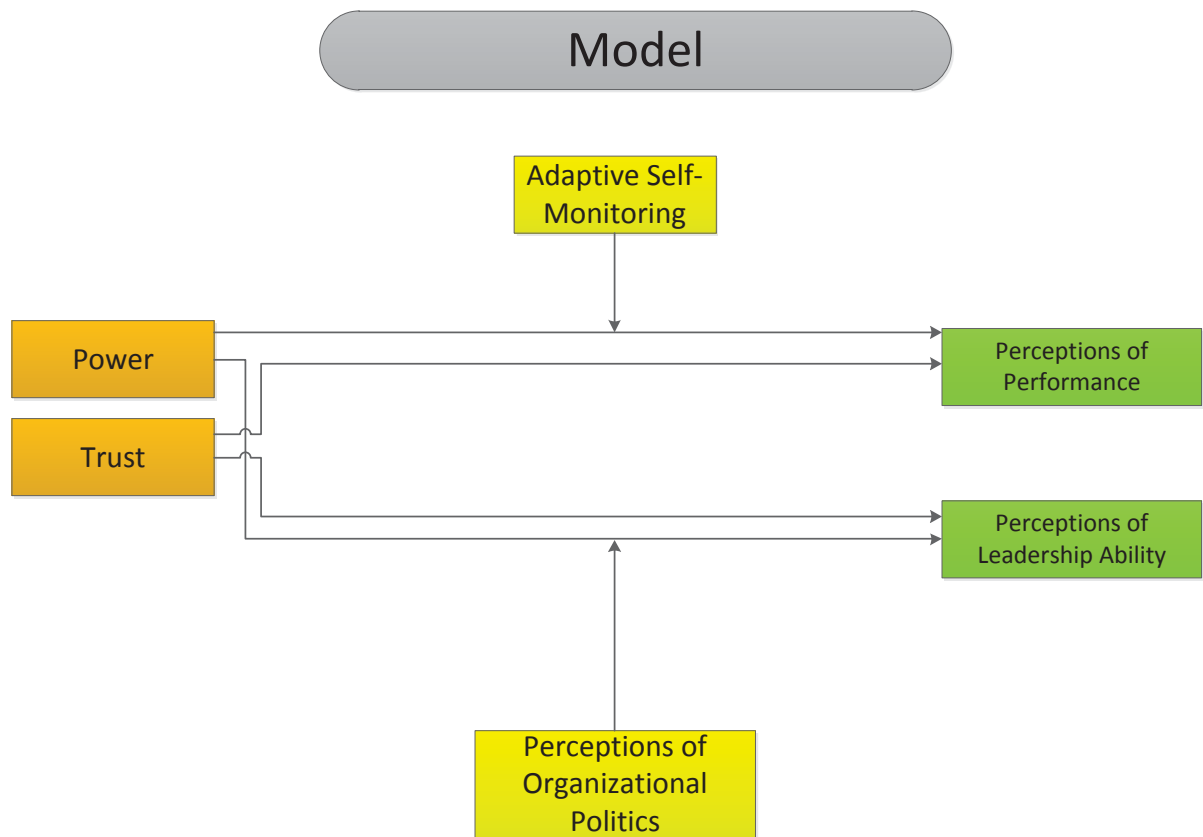 Model
Adaptive Self-
Monitoring
Power
Perceptions of
Performance
Trust
Perceptions of
Leadership Ability
Perceptions of
Organizational
Politics